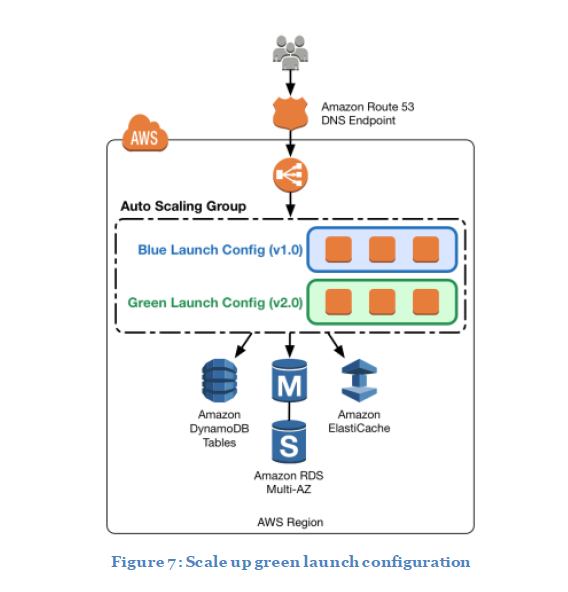 Amazon Route 53
DNS Endpoint
AWS
Auto Scaling Group
Blue Launch Config (v1.0)
Green Launch Config (v2.0)
M
S
Amazon
DynamoDB
Tables
Amazon RDS
Multi-AZ
Amazon
ElastiCache
AWS Region
Figure 7: Scale up green launch configuration